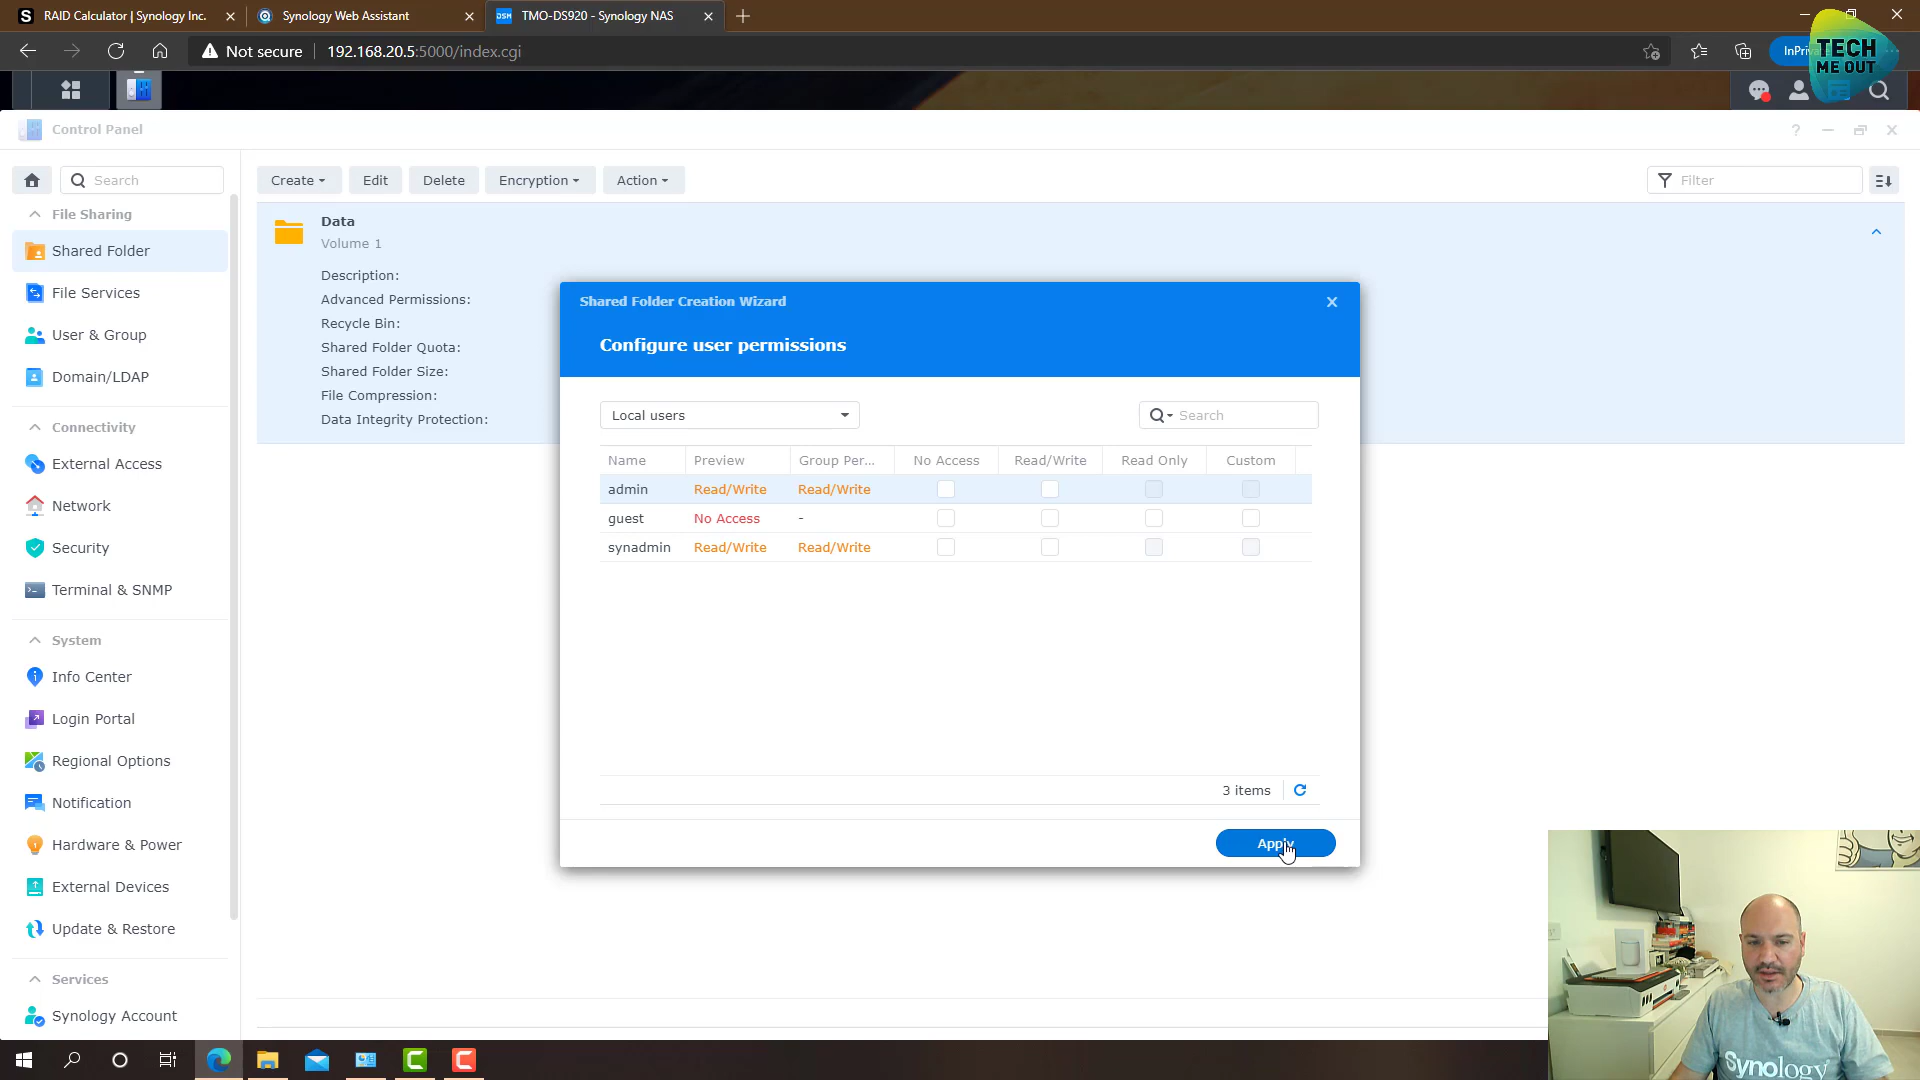 RAID Calculator | Synology Inc.
Synology Web Assistant
DSM
TMO-DS920 - Synology NAS
Not secure
192.168.20.5:5000/index.cgi
TECH
ME OUT
Control Panel
Search
Create
Edit
Delete
Encryption
Action
Filter
File Sharing
Shared Folder
File Services
User & Group
Domain/LDAP
Connectivity
External Access
Network
Security
Terminal & SNMP
System
Info Center
Login Portal
Regional Options
Notification
Hardware & Power
External Devices
Update & Restore
Services
Synology Account
Data
Volume 1
Description:
Advanced Permissions:
Recycle Bin:
Shared Folder Quota:
Shared Folder Size:
File Compression:
Data Integrity Protection:
Shared Folder Creation Wizard
Configure user permissions
Local users
Search
Name Preview Group Per... No Access Read/Write Read Only Custom
admin Read/Write Read/Write
guest No Access -
synadmin Read/Write Read/Write
3 items
Apply
Synology